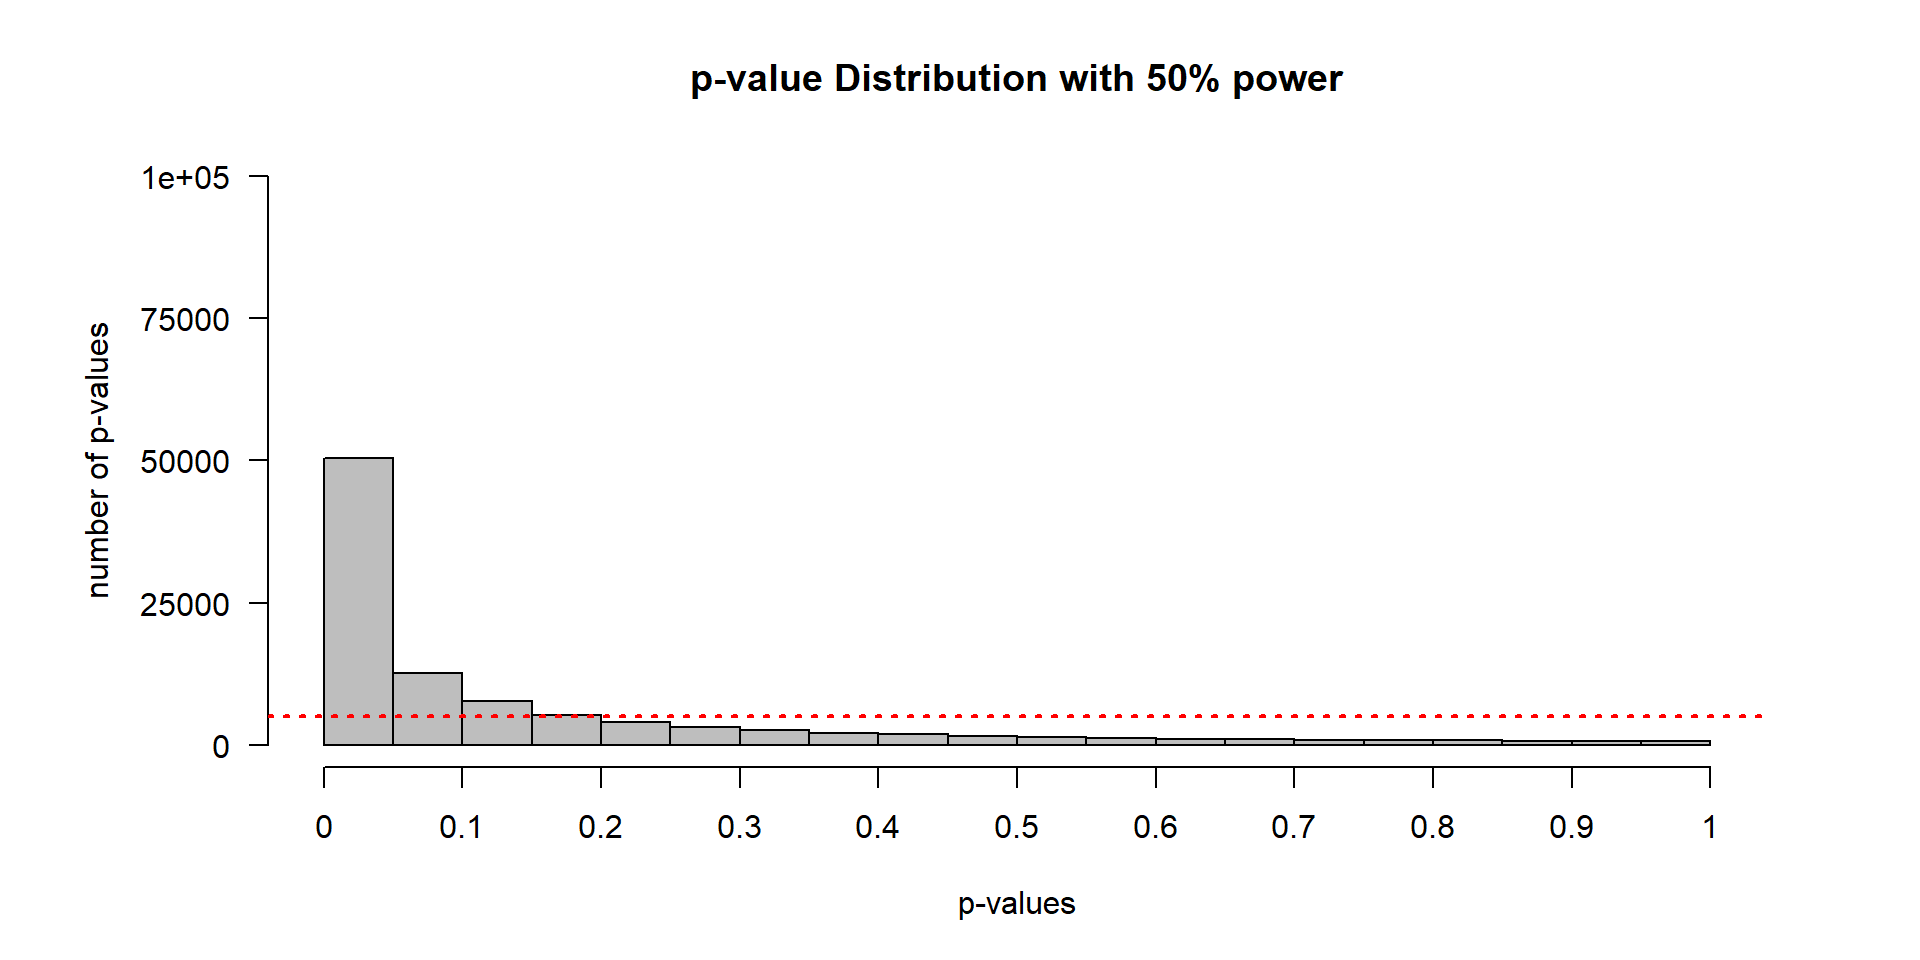 p-value Distribution with 50% power
1e+05
75000
50000
25000
0
number of p-values
0 0.1 0.2 0.3 0.4 0.5 0.6 0.7 0.8 0.9 1
p-values